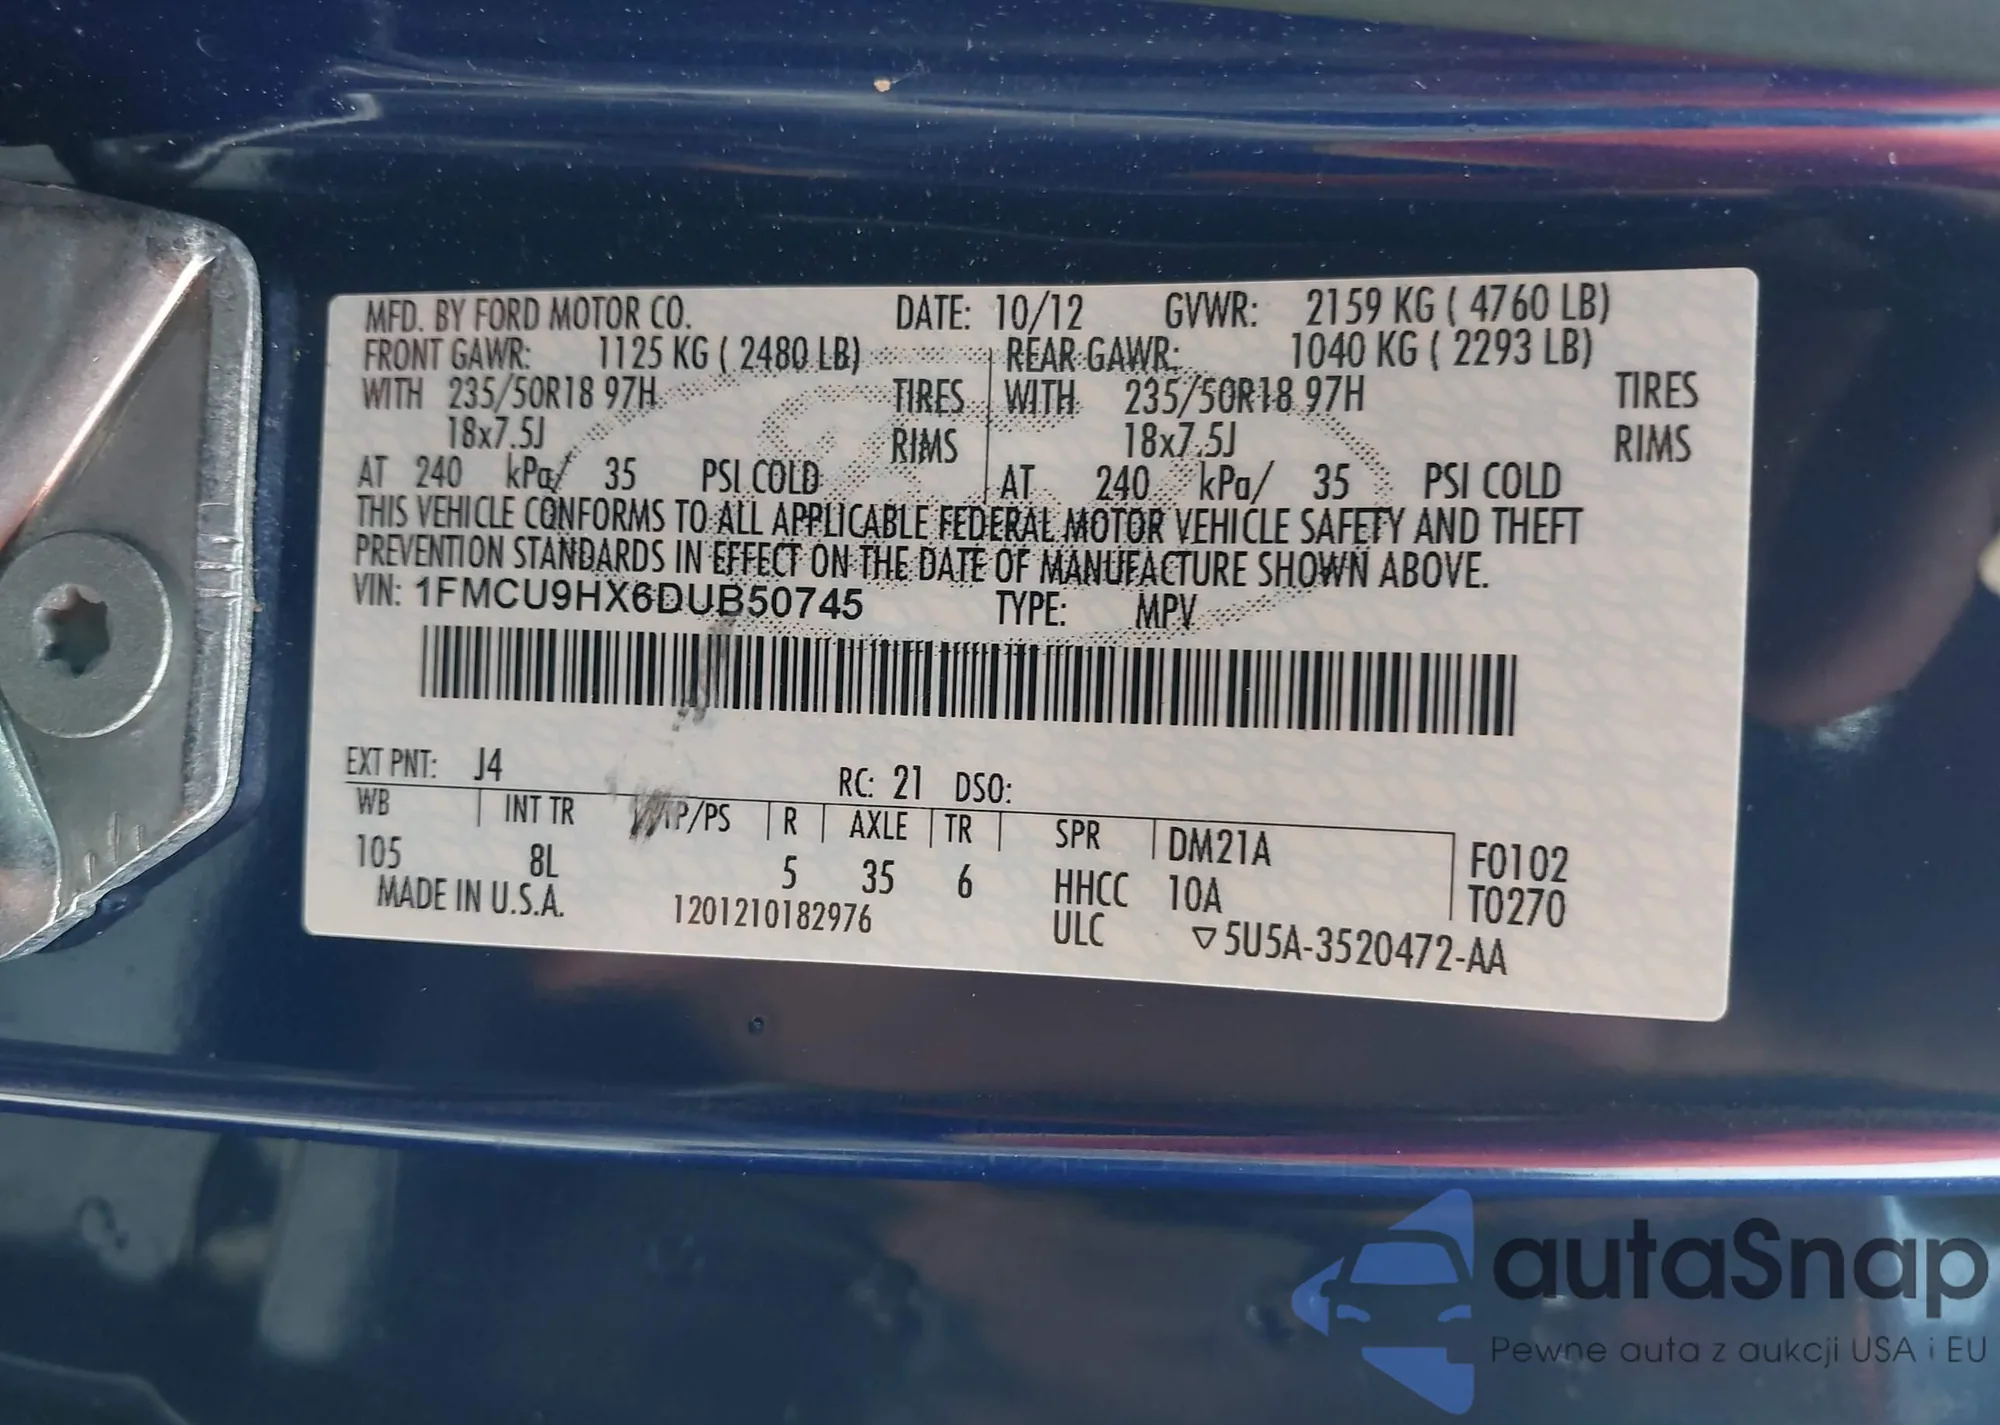 MFD. BY FORD MOTOR CO. DATE: 10/12 GVWR: 2159 KG ( 4760 LB)
FRONT GAWR: 1125 KG ( 2480 LB) REAR GAWR: 1040 KG ( 2293 LB)
WITH 235/50R18 97H TIRES WITH 235/50R18 97H TIRES
18x7.5J RIMS 18x7.5J RIMS
AT 240 kPa/ 35 PSI COLD AT 240 kPa/ 35 PSI COLD
THIS VEHICLE CONFORMS TO ALL APPLICABLE FEDERAL MOTOR VEHICLE SAFETY AND THEFT
PREVENTION STANDARDS IN EFFECT ON THE DATE OF MANUFACTURE SHOWN ABOVE.
VIN: 1FMCU9HX6DUB50745 TYPE: MPV
EXT PNT: J4 RC: 21 DSO:
WB INT TR TP/PS R AXLE TR SPR DM21A F0102
105 8L 5 35 6 HHCC 10A T0270
MADE IN U.S.A. 1201210182976 ULC ▽5U5A-3520472-AA
autaSnap
Pewne auta z aukcji USA i EU